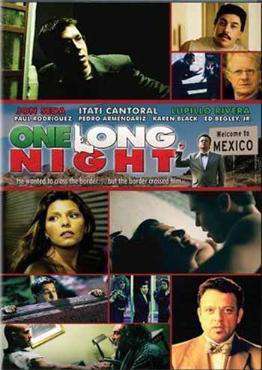 JON SEDA ITATI CANTORAL LUPILLO RIVERA
PAUL RODRIGUEZ PEDRO ARMENDARIZ KAREN BLACK ED BEGLEY, JR
ONE LONG
NIGHT
Welcome to
MEXICO
He wanted to cross the border... but the border crossed him...